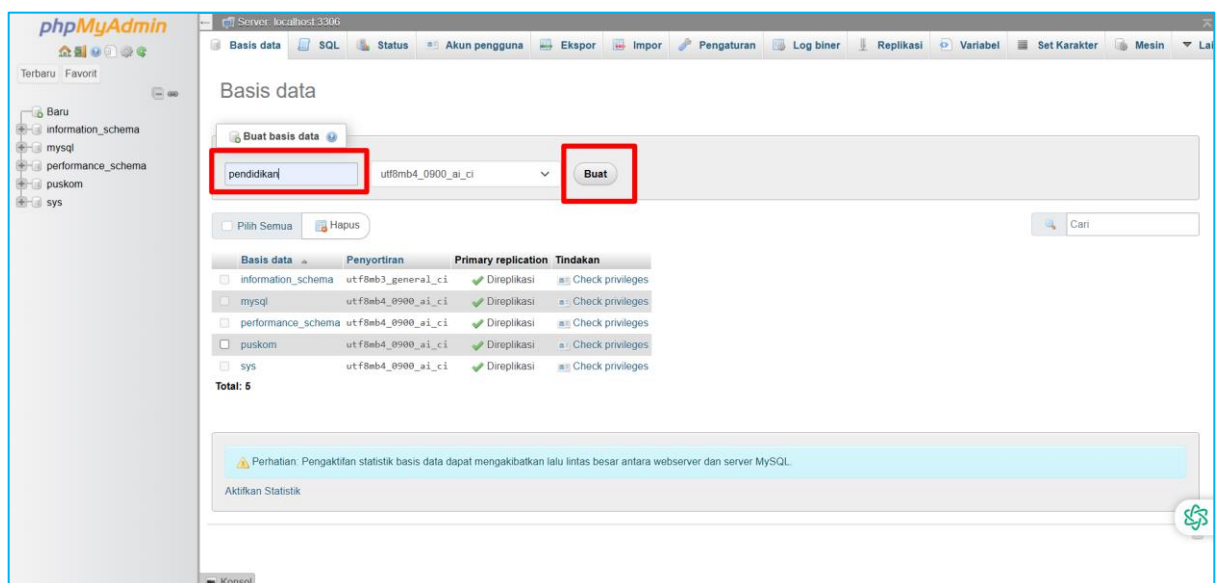 phpMyAdmin
Terbaru Favorit
Baru
information_schema
mysql
performance_schema
puskom
sys
Server: localhost:3306
Basis data SQL Status Akun pengguna Ekspor Impor Pengaturan Log biner Replikasi Variabel Set Karakter Mesin Lai
Basis data
Buat basis data
pendidikan utf8mb4_0900_ai_ci Buat
Pilih Semua Hapus Cari
Basis data Penyortiran Primary replication Tindakan
information_schema utf8mb3_general_ci Direplikasi Check privileges
mysql utf8mb4_0900_ai_ci Direplikasi Check privileges
performance_schema utf8mb4_0900_ai_ci Direplikasi Check privileges
puskom utf8mb4_0900_ai_ci Direplikasi Check privileges
sys utf8mb4_0900_ai_ci Direplikasi Check privileges
Total: 5
Perhatian: Pengaktifan statistik basis data dapat mengakibatkan lalu lintas besar antara webserver dan server MySQL.
Aktifkan Statistik
Konsol